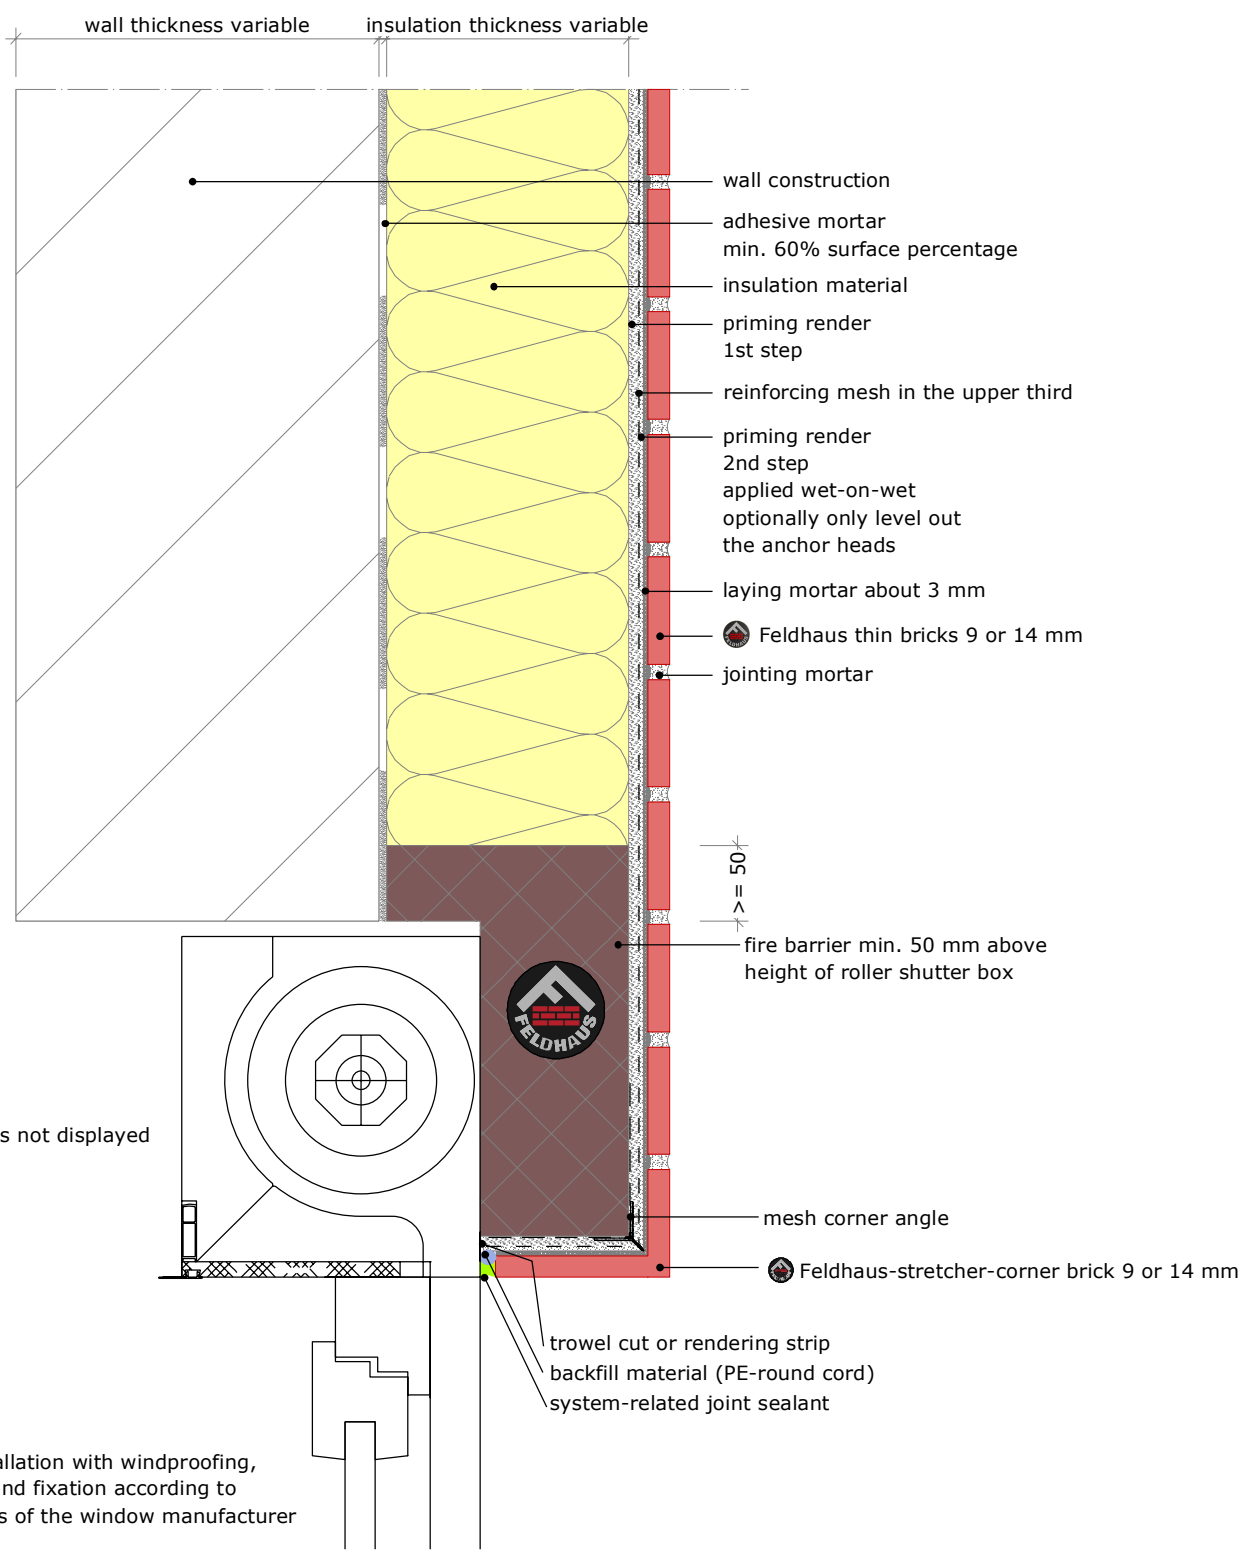 wall thickness variable
insulation thickness variable
wall construction
adhesive mortar
min. 60% surface percentage
insulation material
priming render
1st step
reinforcing mesh in the upper third
priming render
2nd step
applied wet-on-wet
optionally only level out
the anchor heads
laying mortar about 3 mm
Feldhaus thin bricks 9 or 14 mm
jointing mortar
>= 50
fire barrier min. 50 mm above
height of roller shutter box
FELDHAUS
s not displayed
mesh corner angle
Feldhaus-stretcher-corner brick 9 or 14 mm
trowel cut or rendering strip
backfill material (PE-round cord)
system-related joint sealant
allation with windproofing,
nd fixation according to
s of the window manufacturer